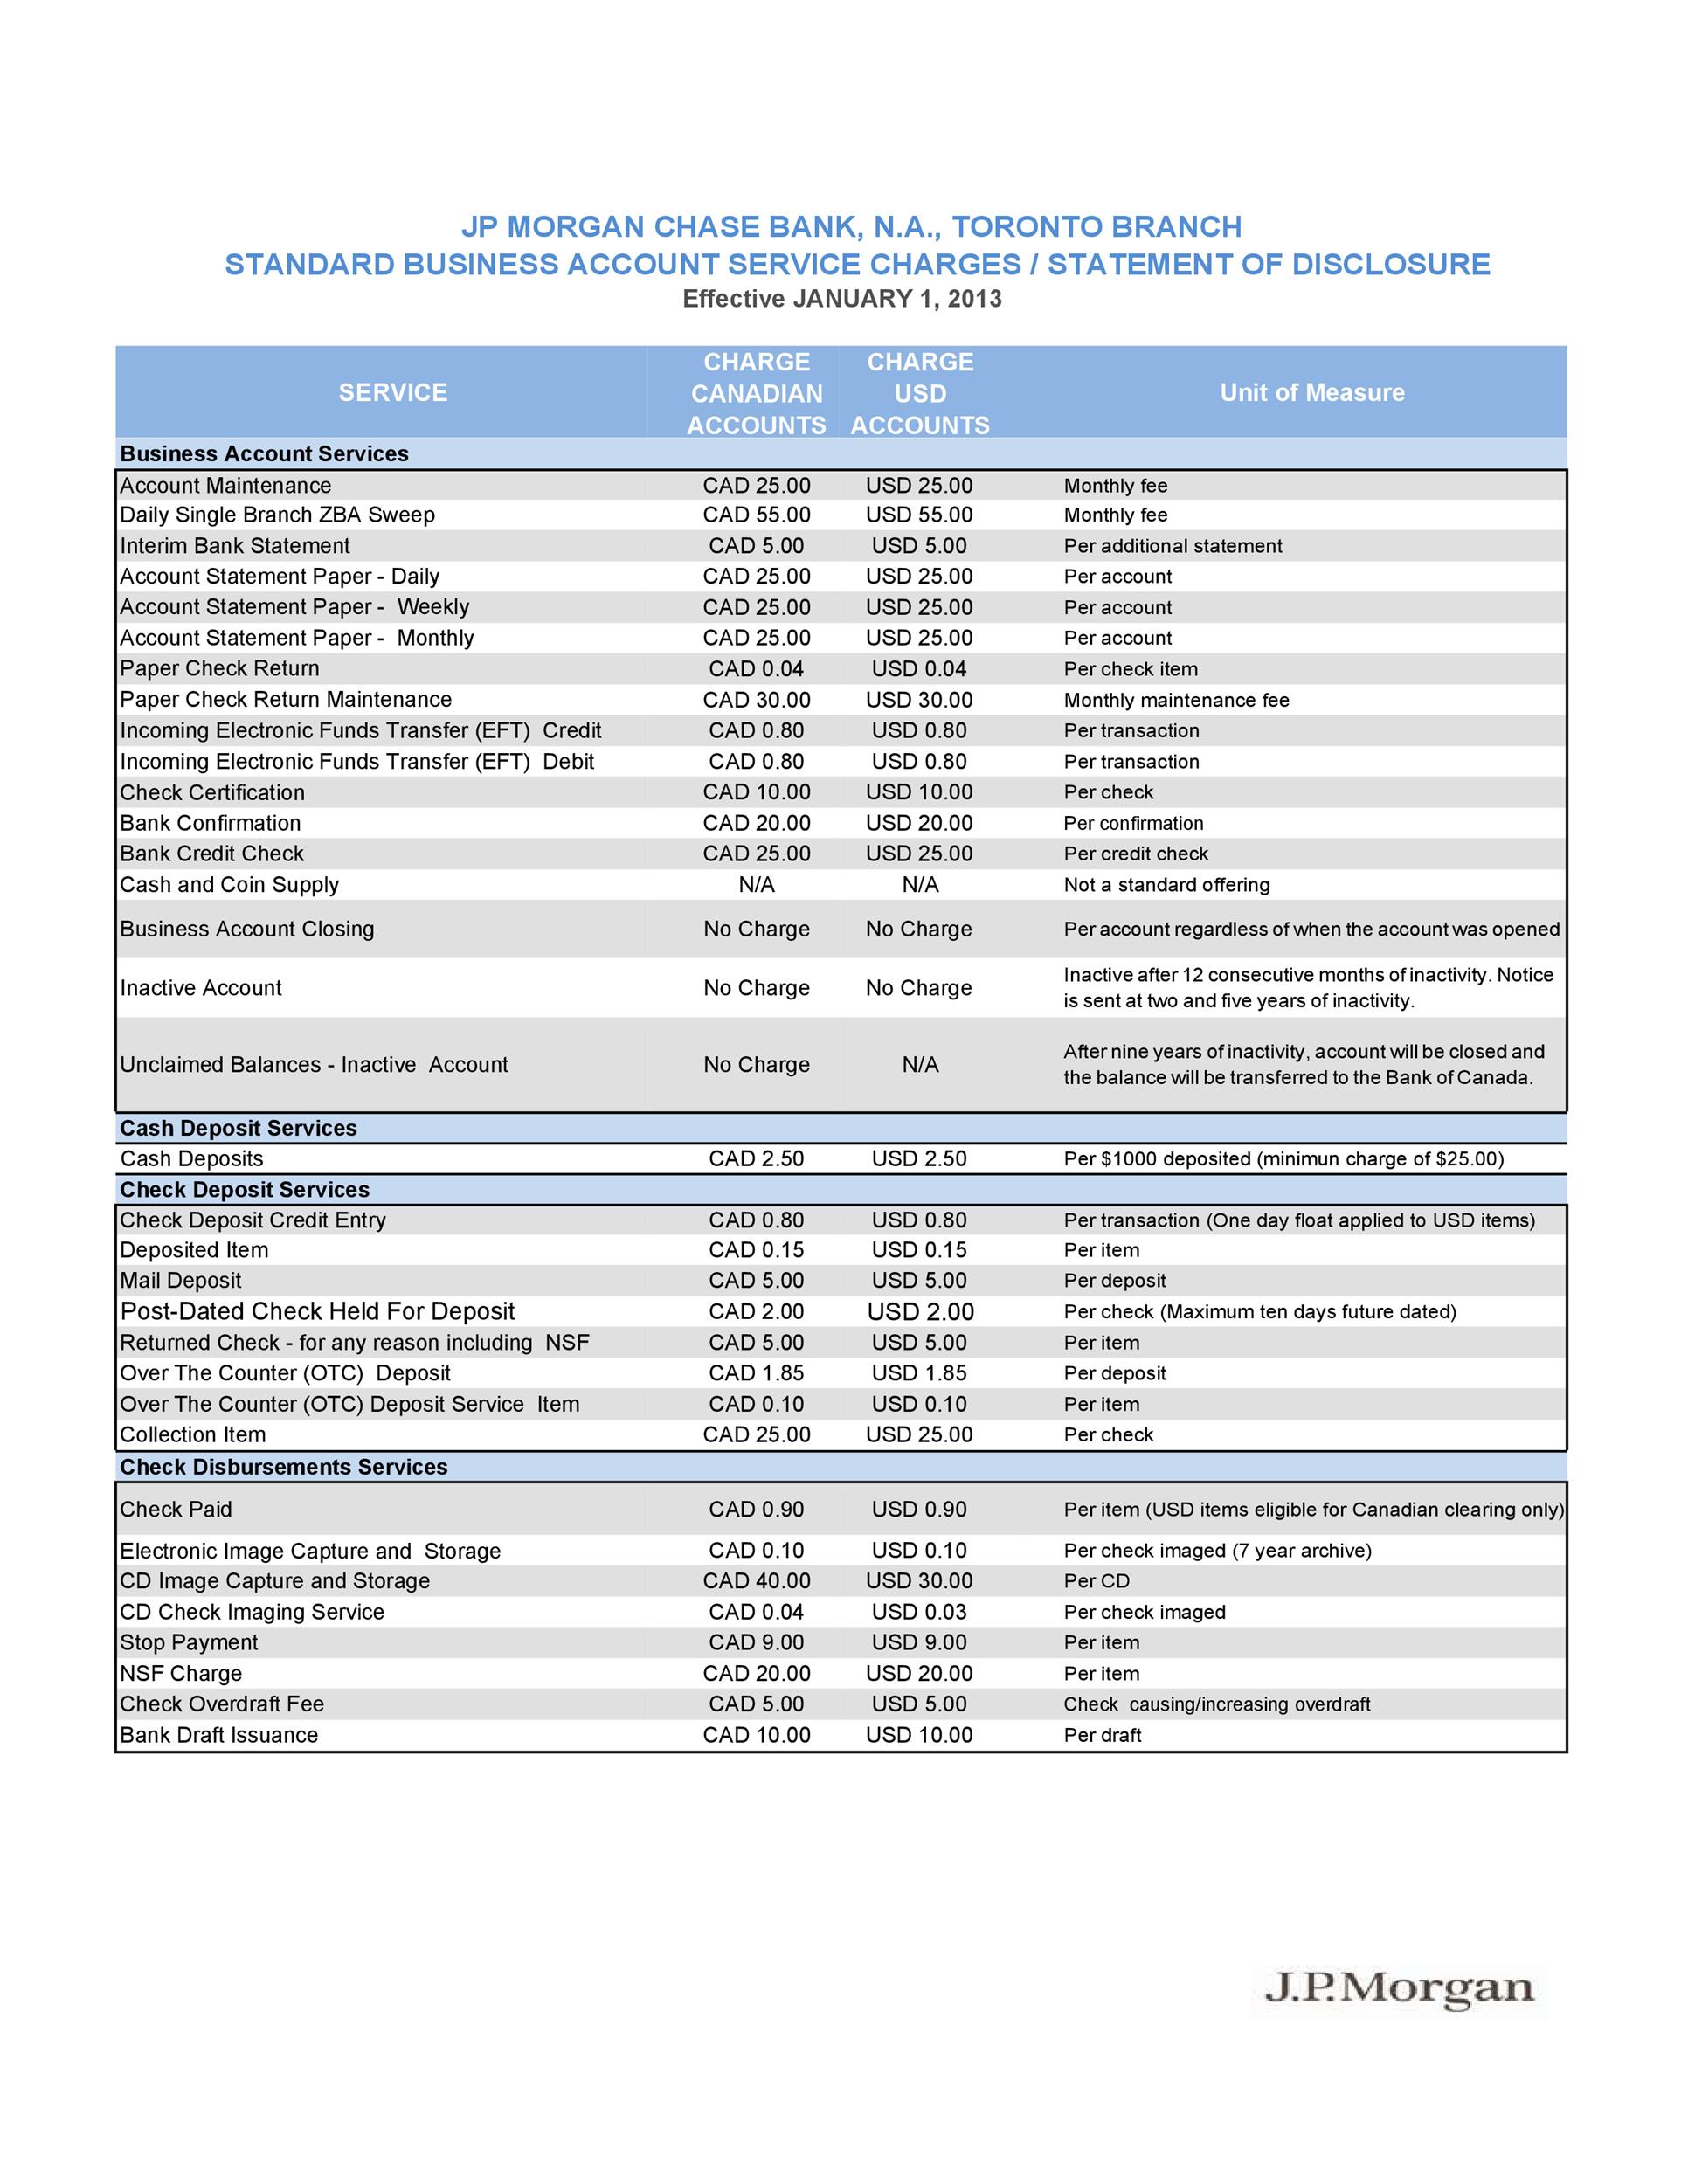 JP MORGAN CHASE BANK, N.A., TORONTO BRANCH
STANDARD BUSINESS ACCOUNT SERVICE CHARGES / STATEMENT OF DISCLOSURE
Effective JANUARY 1, 2013
SERVICE CHARGE CANADIAN ACCOUNTS CHARGE USD ACCOUNTS Unit of Measure
Business Account Services
Account Maintenance CAD 25.00 USD 25.00 Monthly fee
Daily Single Branch ZBA Sweep CAD 55.00 USD 55.00 Monthly fee
Interim Bank Statement CAD 5.00 USD 5.00 Per additional statement
Account Statement Paper - Daily CAD 25.00 USD 25.00 Per account
Account Statement Paper - Weekly CAD 25.00 USD 25.00 Per account
Account Statement Paper - Monthly CAD 25.00 USD 25.00 Per account
Paper Check Return CAD 0.04 USD 0.04 Per check item
Paper Check Return Maintenance CAD 30.00 USD 30.00 Monthly maintenance fee
Incoming Electronic Funds Transfer (EFT) Credit CAD 0.80 USD 0.80 Per transaction
Incoming Electronic Funds Transfer (EFT) Debit CAD 0.80 USD 0.80 Per transaction
Check Certification CAD 10.00 USD 10.00 Per check
Bank Confirmation CAD 20.00 USD 20.00 Per confirmation
Bank Credit Check CAD 25.00 USD 25.00 Per credit check
Cash and Coin Supply N/A N/A Not a standard offering
Business Account Closing No Charge No Charge Per account regardless of when the account was opened
Inactive Account No Charge No Charge Inactive after 12 consecutive months of inactivity. Notice
is sent at two and five years of inactivity.
Unclaimed Balances - Inactive Account No Charge N/A After nine years of inactivity, account will be closed and
the balance will be transferred to the Bank of Canada.
Cash Deposit Services
Cash Deposits CAD 2.50 USD 2.50 Per $1000 deposited (minimun charge of $25.00)
Check Deposit Services
Check Deposit Credit Entry CAD 0.80 USD 0.80 Per transaction (One day float applied to USD items)
Deposited Item CAD 0.15 USD 0.15 Per item
Mail Deposit CAD 5.00 USD 5.00 Per deposit
Post-Dated Check Held For Deposit CAD 2.00 USD 2.00 Per check (Maximum ten days future dated)
Returned Check - for any reason including NSF CAD 5.00 USD 5.00 Per item
Over The Counter (OTC) Deposit CAD 1.85 USD 1.85 Per deposit
Over The Counter (OTC) Deposit Service Item CAD 0.10 USD 0.10 Per item
Collection Item CAD 25.00 USD 25.00 Per check
Check Disbursements Services
Check Paid CAD 0.90 USD 0.90 Per item (USD items eligible for Canadian clearing only)
Electronic Image Capture and Storage CAD 0.10 USD 0.10 Per check imaged (7 year archive)
CD Image Capture and Storage CAD 40.00 USD 30.00 Per CD
CD Check Imaging Service CAD 0.04 USD 0.03 Per check imaged
Stop Payment CAD 9.00 USD 9.00 Per item
NSF Charge CAD 20.00 USD 20.00 Per item
Check Overdraft Fee CAD 5.00 USD 5.00 Check causing/increasing overdraft
Bank Draft Issuance CAD 10.00 USD 10.00 Per draft
J.P.Morgan